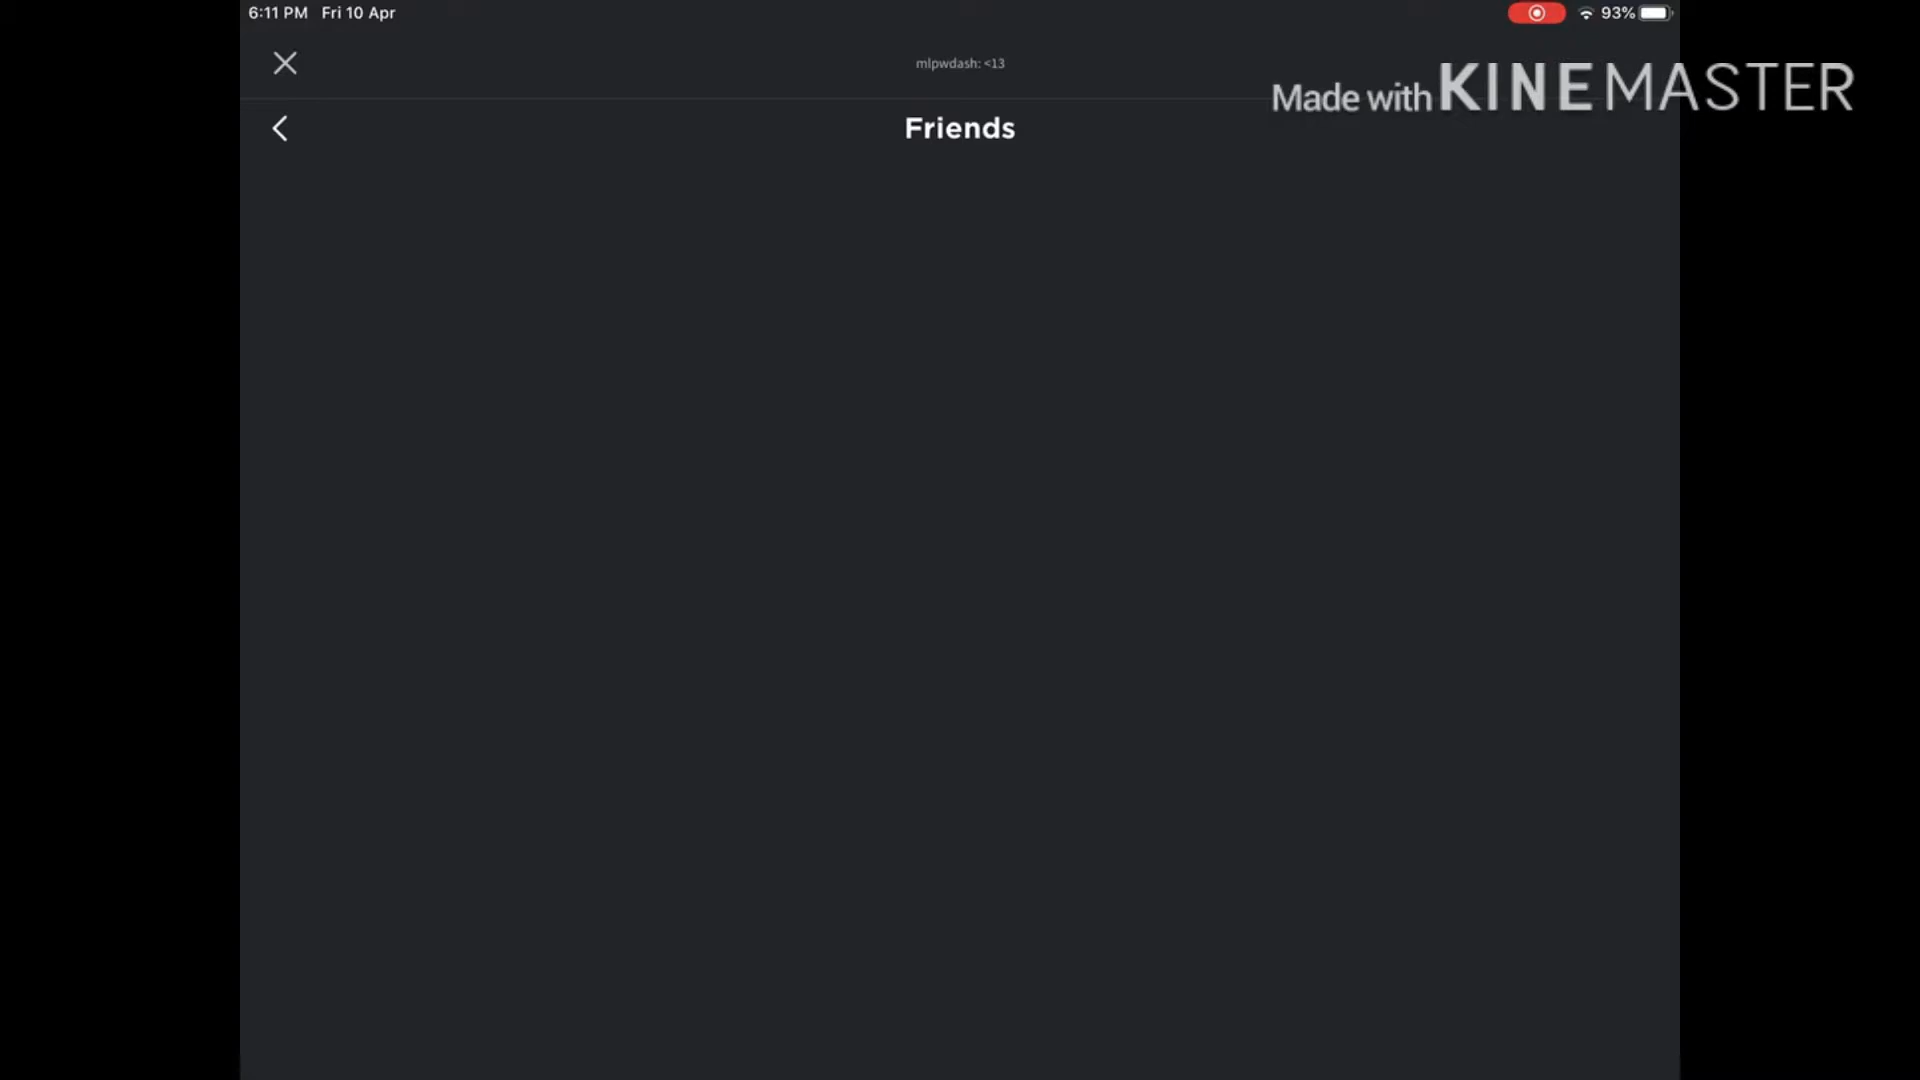 6:11 PM Fri 10 Apr
93%
mlpwdash: <13
Made with KINEMASTER
Friends